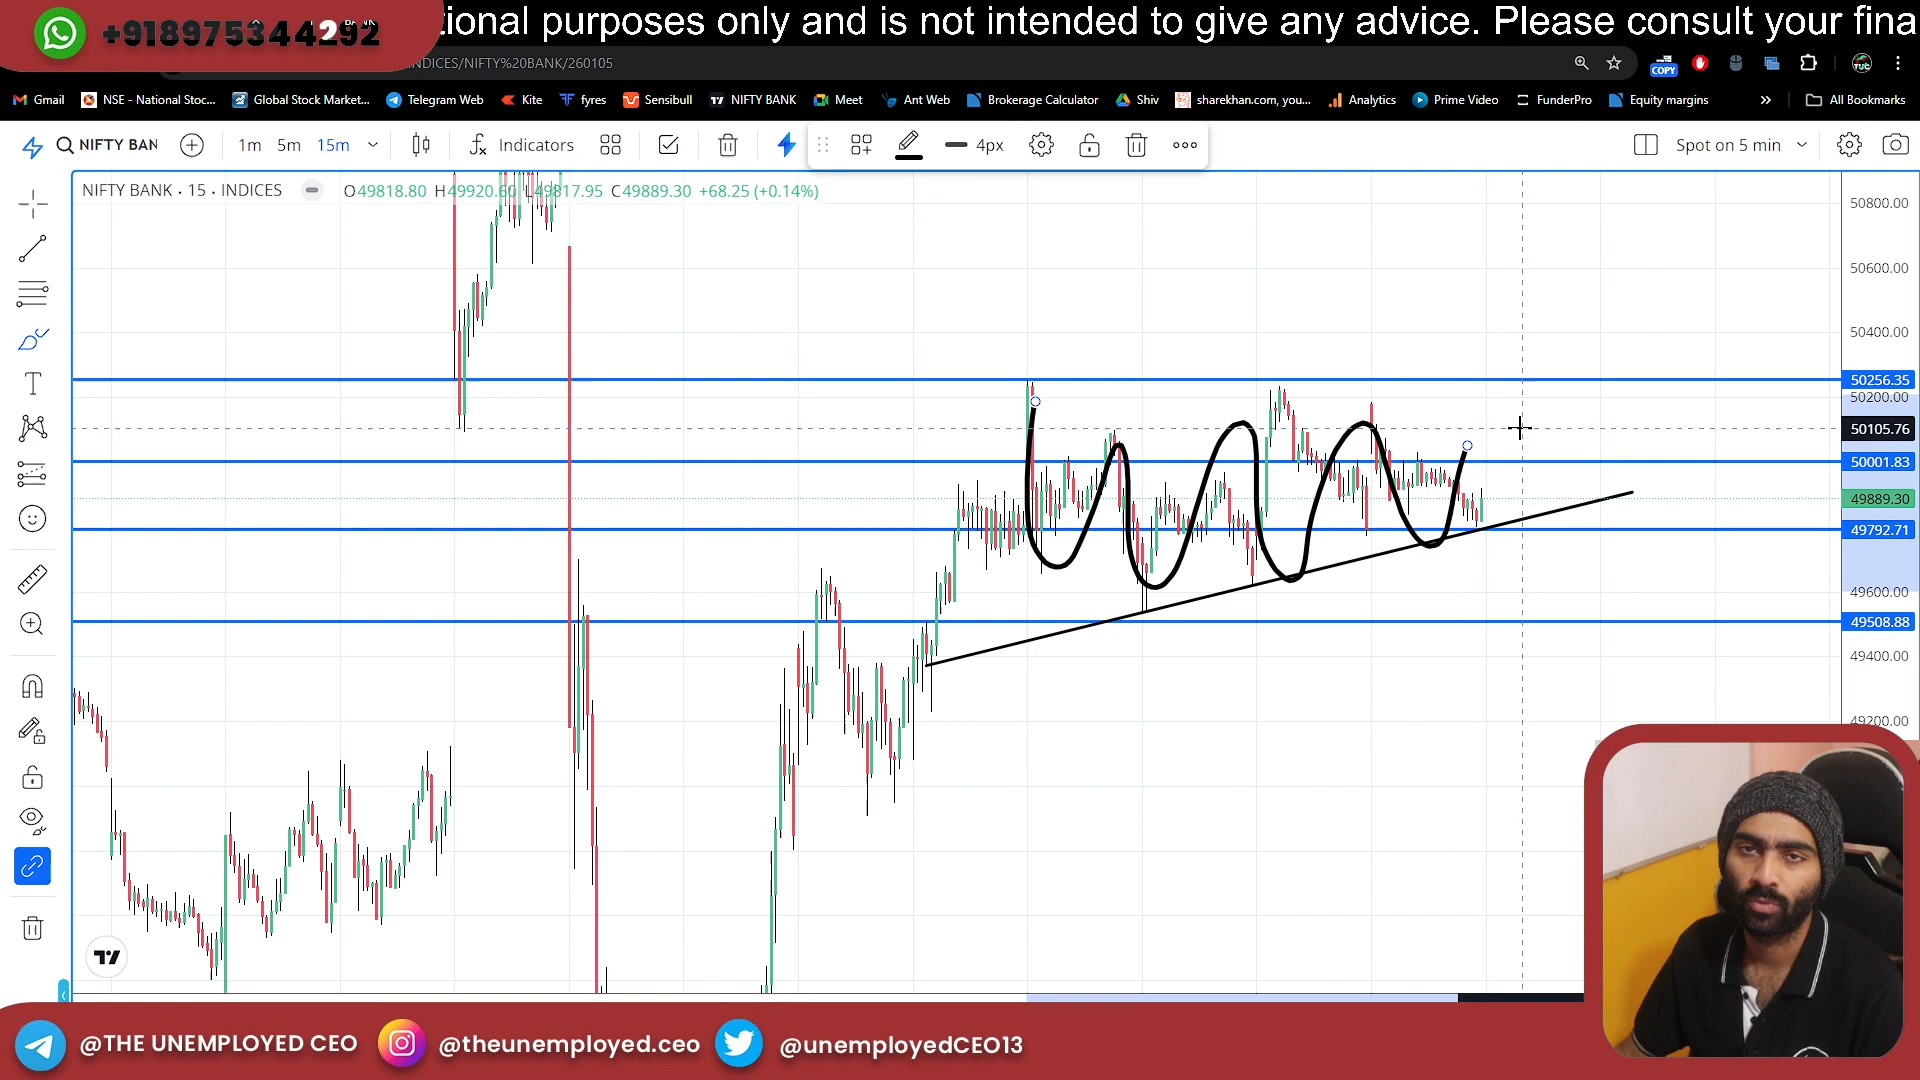 tional purposes only and is not intended to give any advice. Please consult your fina
+918975344292
NDICES/NIFTY%20BANK/260105
COPY
TUC
Gmail NSE - National Stoc... Global Stock Market... Telegram Web Kite fyres Sensibull NIFTY BANK Meet Ant Web Brokerage Calculator Shiv sharekhan.com, you... Analytics Prime Video FunderPro Equity margins » All Bookmarks
NIFTY BAN 1m 5m 15m Indicators 4px Spot on 5 min
NIFTY BANK · 15 · INDICES O49818.80 H49920.60 L49817.95 C49889.30 +68.25 (+0.14%)
50800.00
50600.00
50400.00
50256.35
50200.00
50105.76
50001.83
49889.30
49792.71
49600.00
49508.88
49400.00
49200.00
@THE UNEMPLOYED CEO @theunemployed.ceo @unemployedCEO13